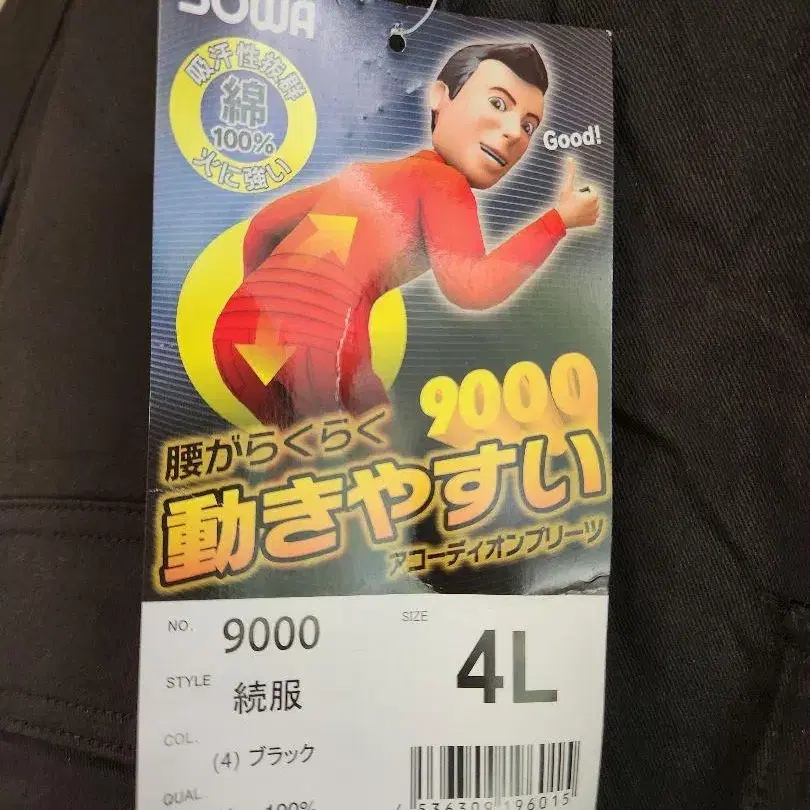 SOWA
吸汗性抜群
綿
100%
火に強い
Good!
9000
腰がらくらく
動きやすい
アコーディオンプリーツ
NO. 9000
SIZE 4L
STYLE 続服
COL. (4) ブラック
QUAL 100%
536309 196015